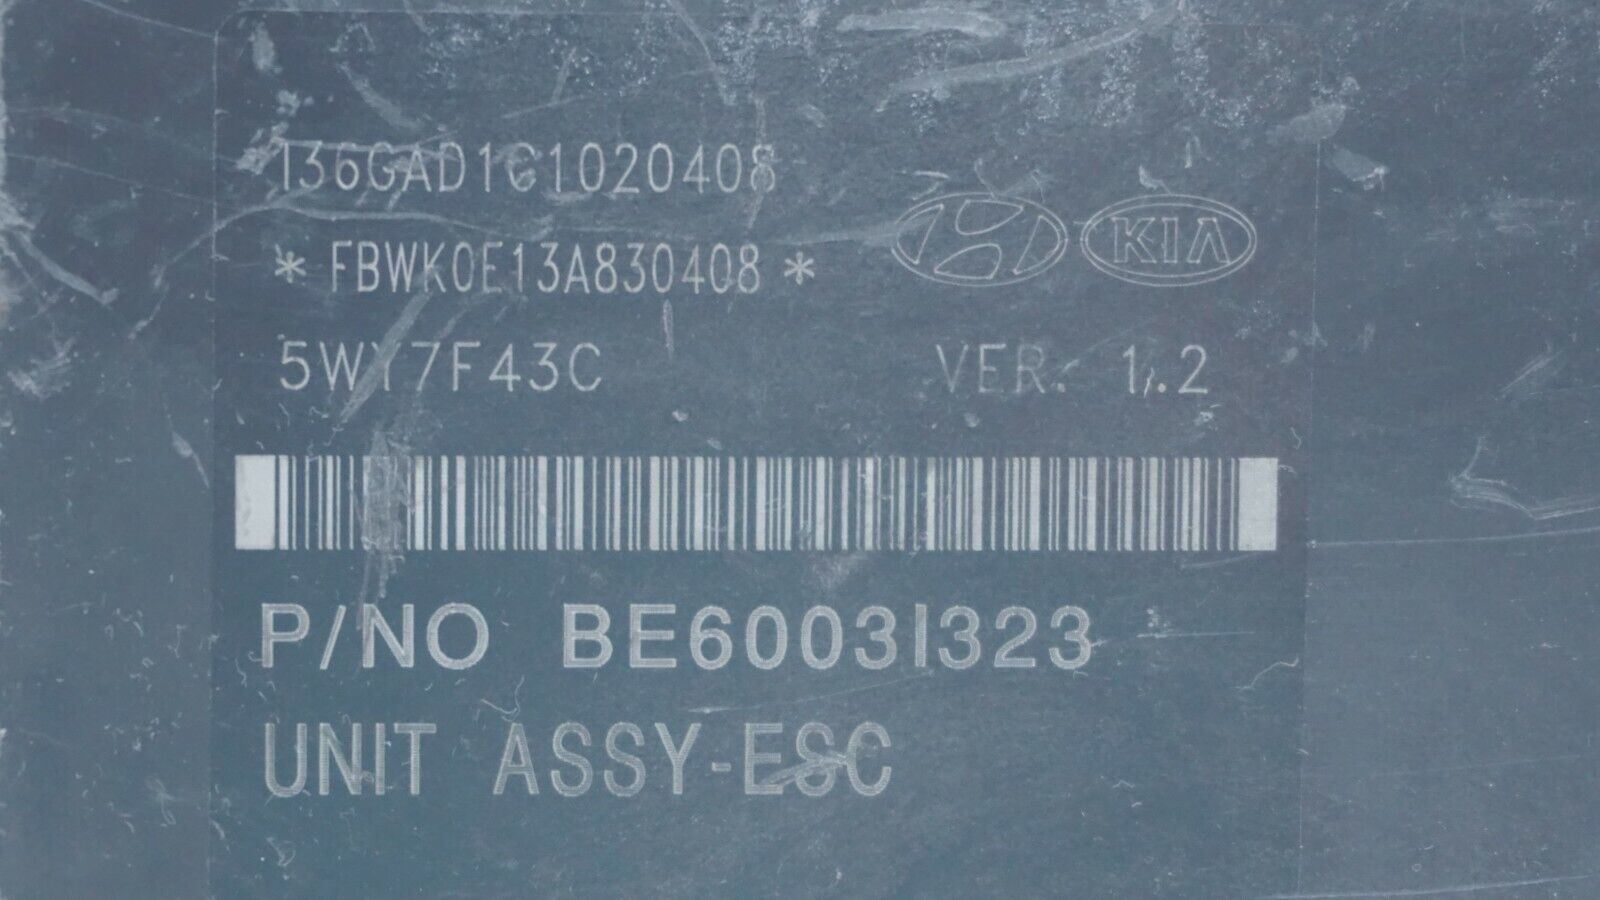 136GAD1C1020408
* FBWK0E13A830408 *
KIA
5WY7F43C VER. 1.2
P/NO BE6003I323
UNIT ASSY-ESC